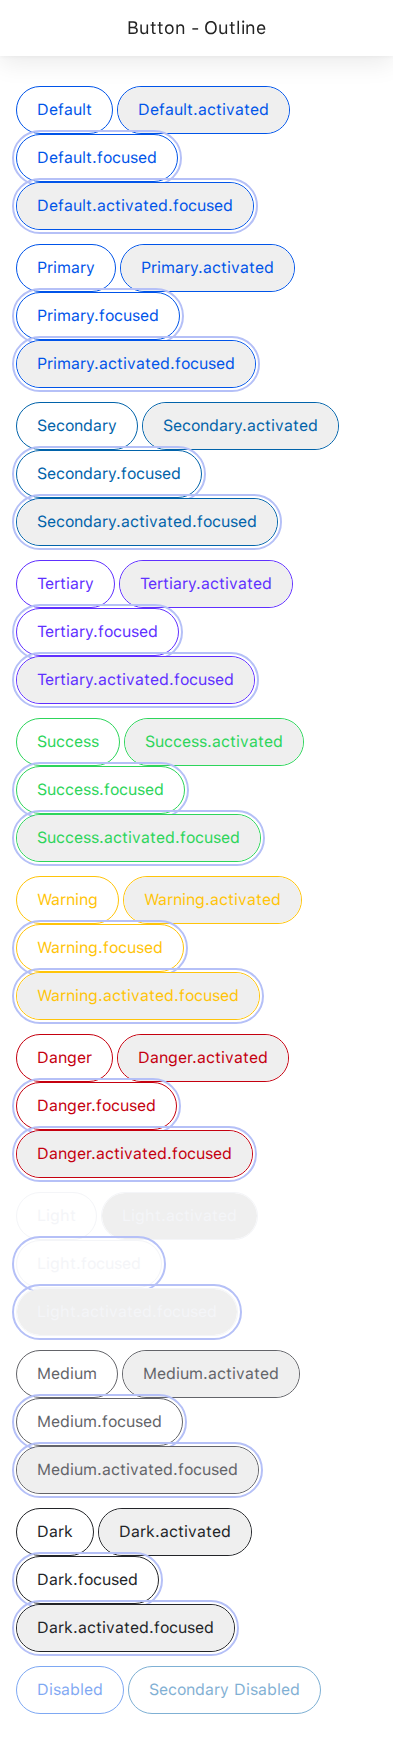 Button - Outline
Default Default.activated
Default.focused
Default.activated.focused
Primary Primary.activated
Primary.focused
Primary.activated.focused
Secondary Secondary.activated
Secondary.focused
Secondary.activated.focused
Tertiary Tertiary.activated
Tertiary.focused
Tertiary.activated.focused
Success Success.activated
Success.focused
Success.activated.focused
Warning Warning.activated
Warning.focused
Warning.activated.focused
Danger Danger.activated
Danger.focused
Danger.activated.focused
Light Light.activated
Light.focused
Light.activated.focused
Medium Medium.activated
Medium.focused
Medium.activated.focused
Dark Dark.activated
Dark.focused
Dark.activated.focused
Disabled Secondary Disabled